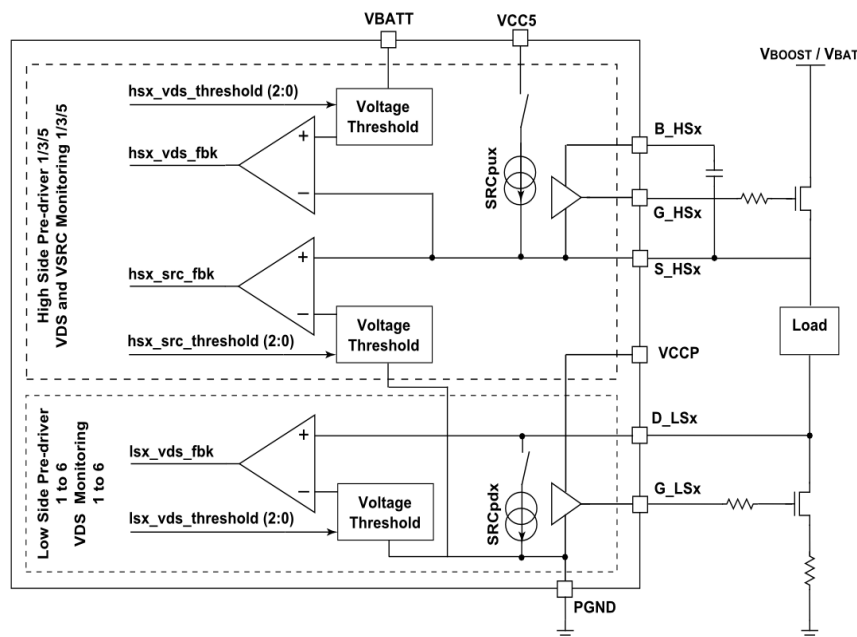 VBATT
VCC5
VBOOST / VBAT
hsx_vds_threshold (2:0)
Voltage
Threshold
B_HSx
hsx_vds_fbk
SRCpux
G_HSx
High Side Pre-driver 1/3/5
VDS and VSRC Monitoring 1/3/5
S_HSx
hsx_src_fbk
Voltage
Threshold
Load
hsx_src_threshold (2:0)
VCCP
D_LSx
Low Side Pre-driver
1 to 6
VDS Monitoring
1 to 6
lsx_vds_fbk
Voltage
Threshold
SRCpdx
G_LSx
lsx_vds_threshold (2:0)
PGND